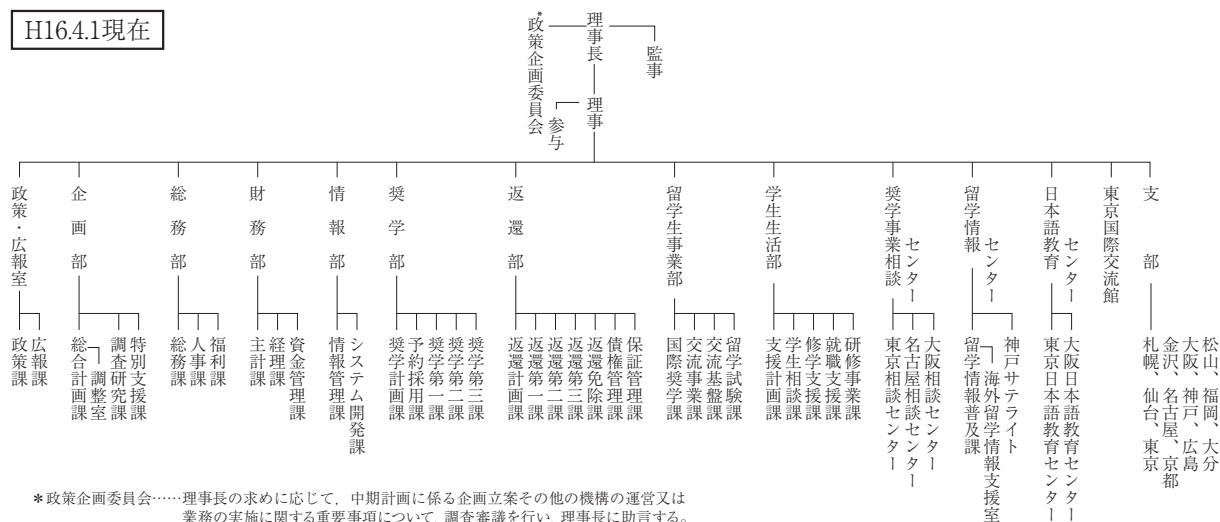 H16.4.1現在
理事長
*政策企画委員会
監事
理事
参与
政策・広報室
政策課
広報課
企画部
総合計画課
調整室
調査研究課
特別支援課
総務部
総務課
人事課
福利課
財務部
主計課
経理課
資金管理課
情報部
情報管理課
システム開発課
奨学部
奨学計画課
予約採用課
奨学第一課
奨学第二課
奨学第三課
返還部
返還計画課
返還第一課
返還第二課
返還第三課
返還免除課
債権管理課
保証管理課
留学生事業部
国際奨学課
交流事業課
交流基盤課
留学試験課
学生生活部
支援計画課
学生相談課
修学支援課
就職支援課
研修事業課
奨学事業相談
センター
東京相談センター
名古屋相談センター
大阪相談センター
留学情報
センター
留学情報普及課
海外留学情報支援室
神戸サテライト
日本語教育
センター
東京日本語教育センター
大阪日本語教育センター
東京国際交流館
支部
札幌、仙台、東京
金沢、名古屋、京都
大阪、神戸、広島
松山、福岡、大分
*政策企画委員会……理事長の求めに応じて，中期計画に係る企画立案その他の機構の運営又は
業務の実施に関する重要事項について，調査審議を行い，理事長に助言する。